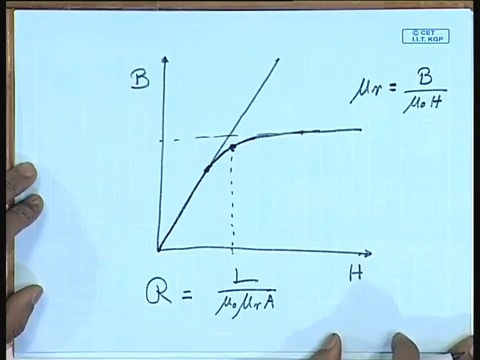 © CET
I.I.T. KGP
B
μr = B / μ₀H
H
R = L / μ₀μrA